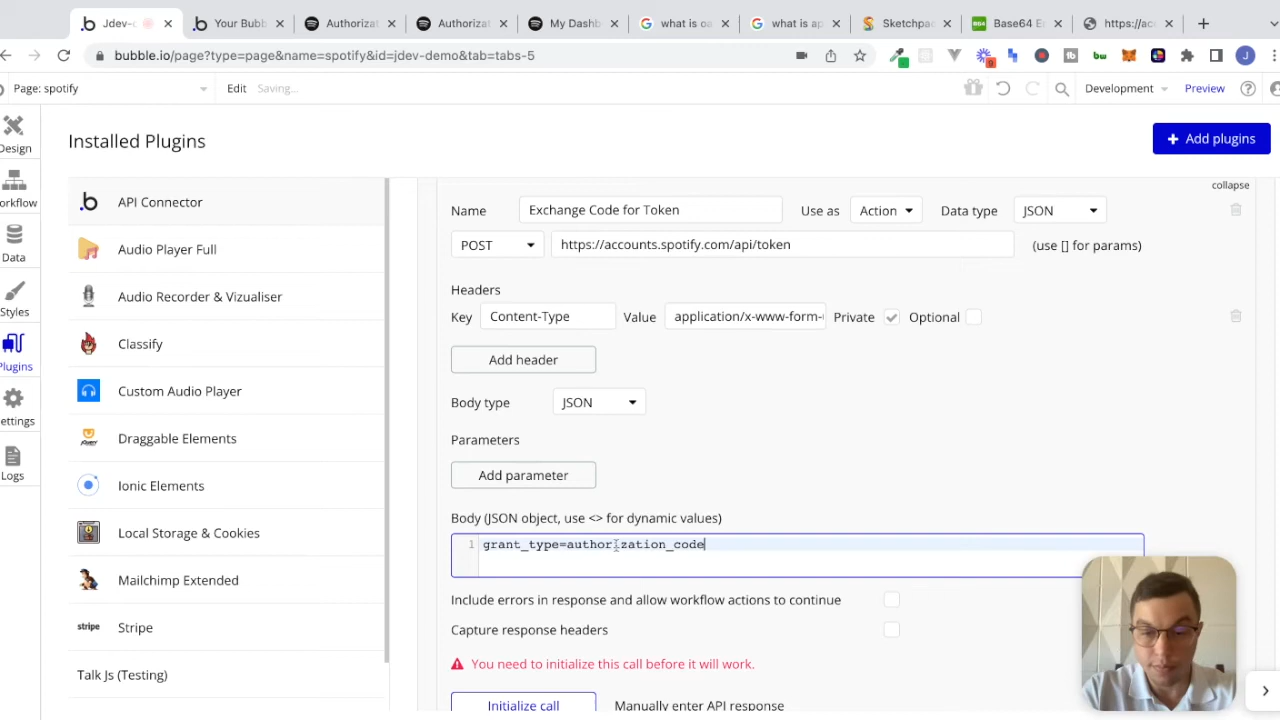 Jdev-
Your Bubb
Authorizat
Authorizat
My Dashb
what is oa
what is ap
Sketchpac
Base64 E
https://ac
bubble.io/page?type=page&name=spotify&id=jdev-demo&tab=tabs-5
J
Page: spotify
Edit
Saving...
Development
Preview
Design
orkflow
Data
Styles
Plugins
ettings
Logs
Installed Plugins
Add plugins
API Connector
Audio Player Full
Audio Recorder & Vizualiser
Classify
Custom Audio Player
Draggable Elements
Ionic Elements
Local Storage & Cookies
Mailchimp Extended
stripe
Stripe
Talk Js (Testing)
collapse
Name
Exchange Code for Token
Use as
Action
Data type
JSON
POST
https://accounts.spotify.com/api/token
(use [] for params)
Headers
Key
Content-Type
Value
application/x-www-form-
Private
Optional
Add header
Body type
JSON
Parameters
Add parameter
Body (JSON object, use <> for dynamic values)
1
grant_type=authorization_code
Include errors in response and allow workflow actions to continue
Capture response headers
You need to initialize this call before it will work.
Initialize call
Manually enter API response